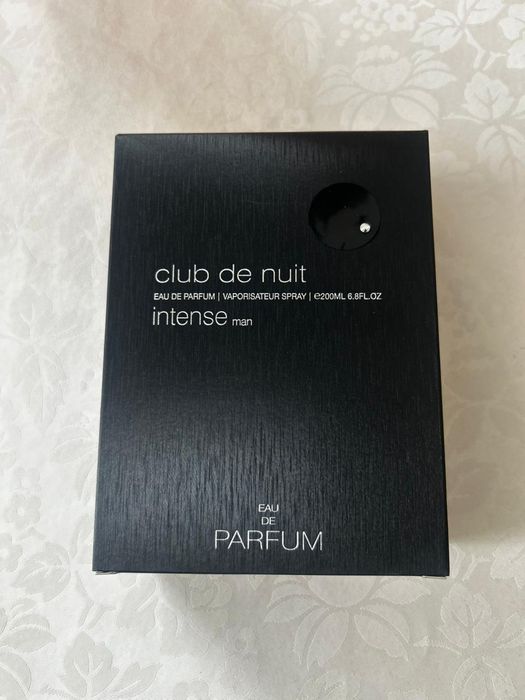 club de nuit
EAU DE PARFUM | VAPORISATEUR SPRAY | ℮200ML 6.8FL.OZ
intense man
EAU
DE
PARFUM